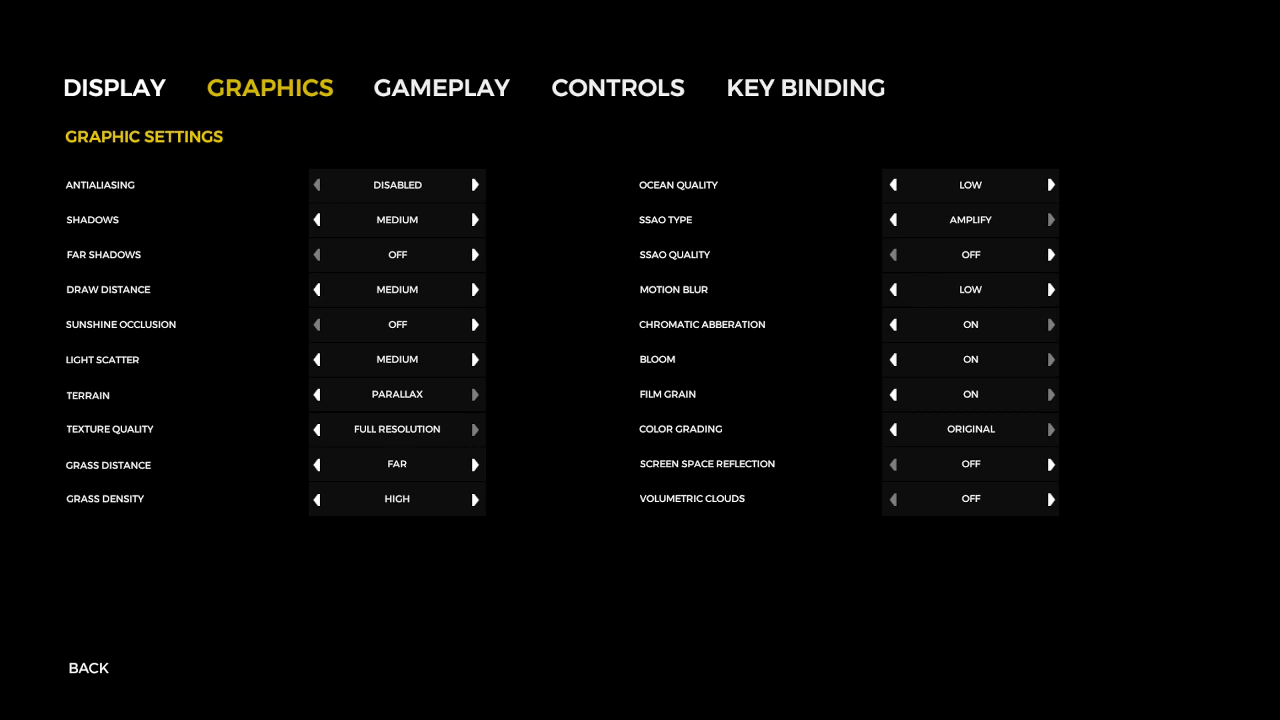 DISPLAY GRAPHICS GAMEPLAY CONTROLS KEY BINDING
GRAPHIC SETTINGS
ANTIALIASING DISABLED
SHADOWS MEDIUM
FAR SHADOWS OFF
DRAW DISTANCE MEDIUM
SUNSHINE OCCLUSION OFF
LIGHT SCATTER MEDIUM
TERRAIN PARALLAX
TEXTURE QUALITY FULL RESOLUTION
GRASS DISTANCE FAR
GRASS DENSITY HIGH
OCEAN QUALITY LOW
SSAO TYPE AMPLIFY
SSAO QUALITY OFF
MOTION BLUR LOW
CHROMATIC ABBERATION ON
BLOOM ON
FILM GRAIN ON
COLOR GRADING ORIGINAL
SCREEN SPACE REFLECTION OFF
VOLUMETRIC CLOUDS OFF
BACK